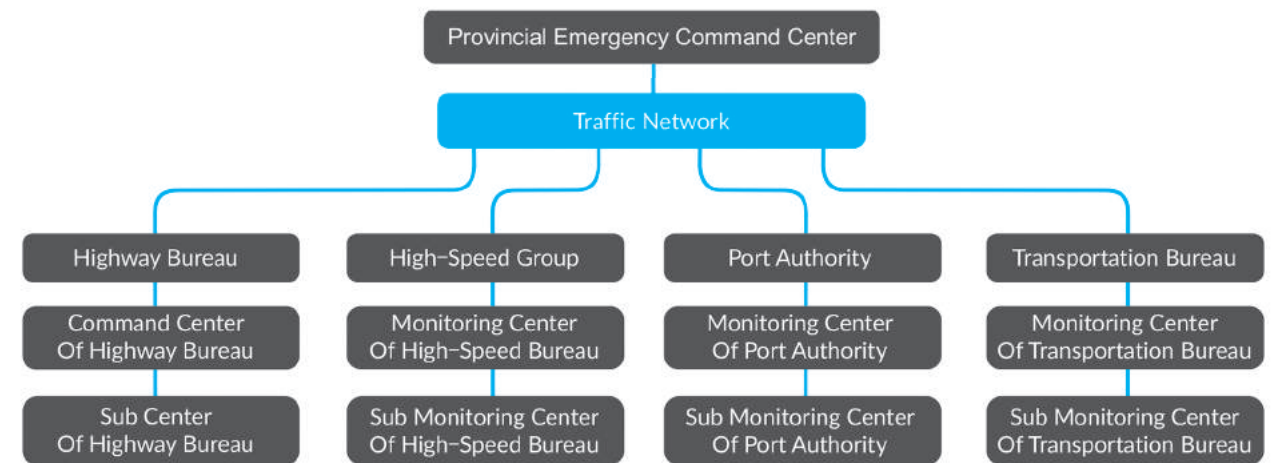 Provincial Emergency Command Center
Traffic Network
Highway Bureau
High-Speed Group
Port Authority
Transportation Bureau
Command Center
Of Highway Bureau
Monitoring Center
Of High-Speed Bureau
Monitoring Center
Of Port Authority
Monitoring Center
Of Transportation Bureau
Sub Center
Of Highway Bureau
Sub Monitoring Center
Of High-Speed Bureau
Sub Monitoring Center
Of Port Authority
Sub Monitoring Center
Of Transportation Bureau